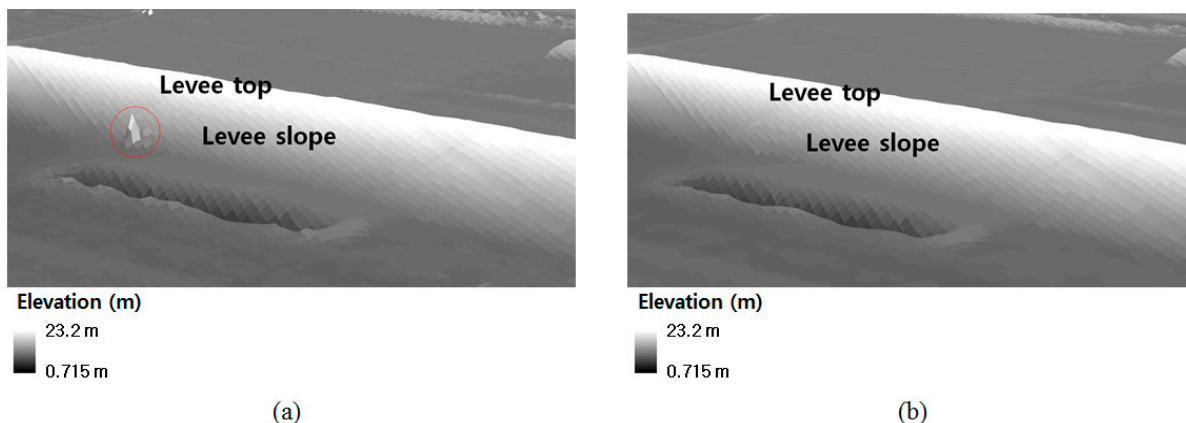 Levee top
Levee slope
Elevation (m)
23.2 m
0.715 m
(a)
Levee top
Levee slope
Elevation (m)
23.2 m
0.715 m
(b)